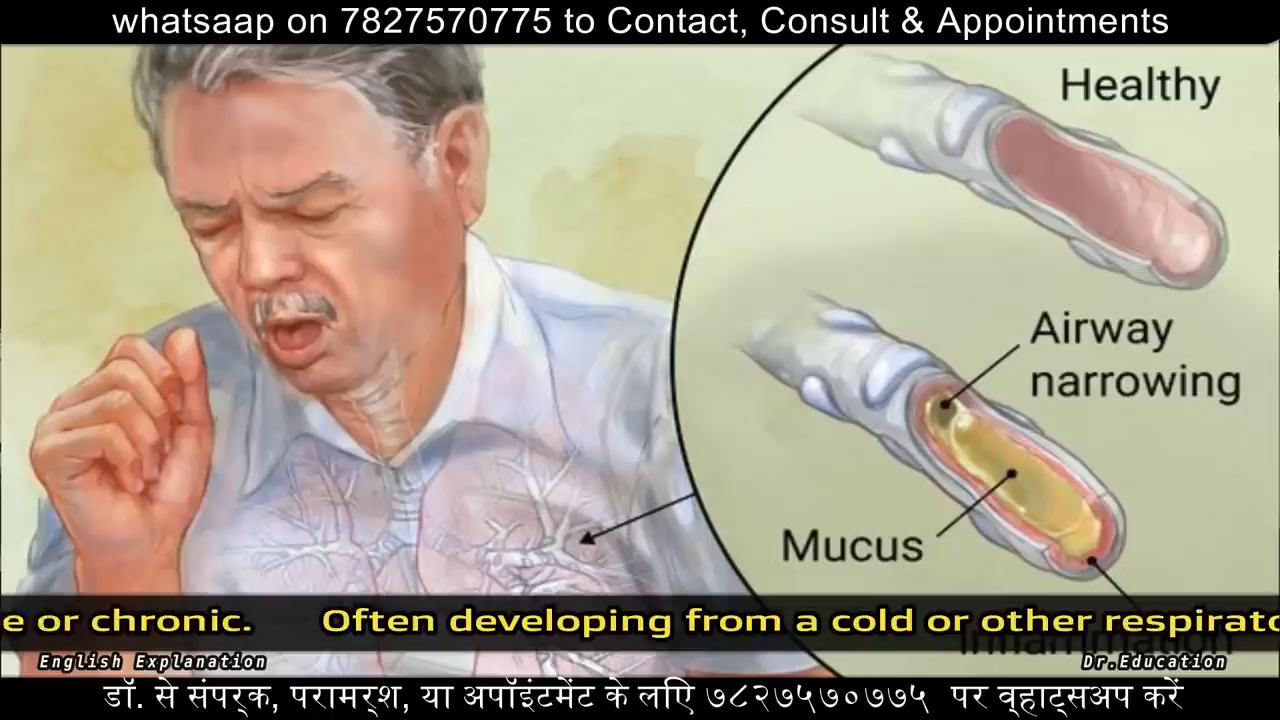 whatsaap on 7827570775 to Contact, Consult & Appointments
Healthy
Airway
narrowing
Mucus
e or chronic. Often developing from a cold or other respirato
Inflammation
English Explanation
Dr.Education
डॉ. से संपर्क, परामर्श, या अपॉइंटमेंट के लिए ७८२७५७०७७५ पर व्हाट्सअप करें